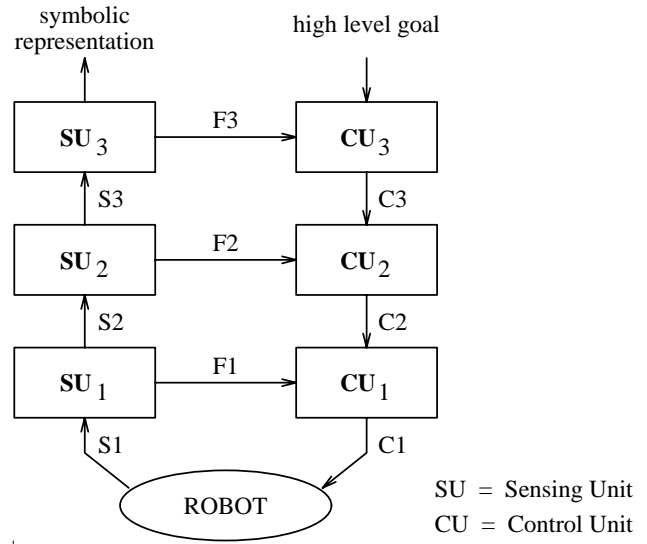 symbolic
representation
high level goal
SU3
F3
CU3
S3
C3
SU2
F2
CU2
S2
C2
SU1
F1
CU1
S1
C1
ROBOT
SU = Sensing Unit
CU = Control Unit